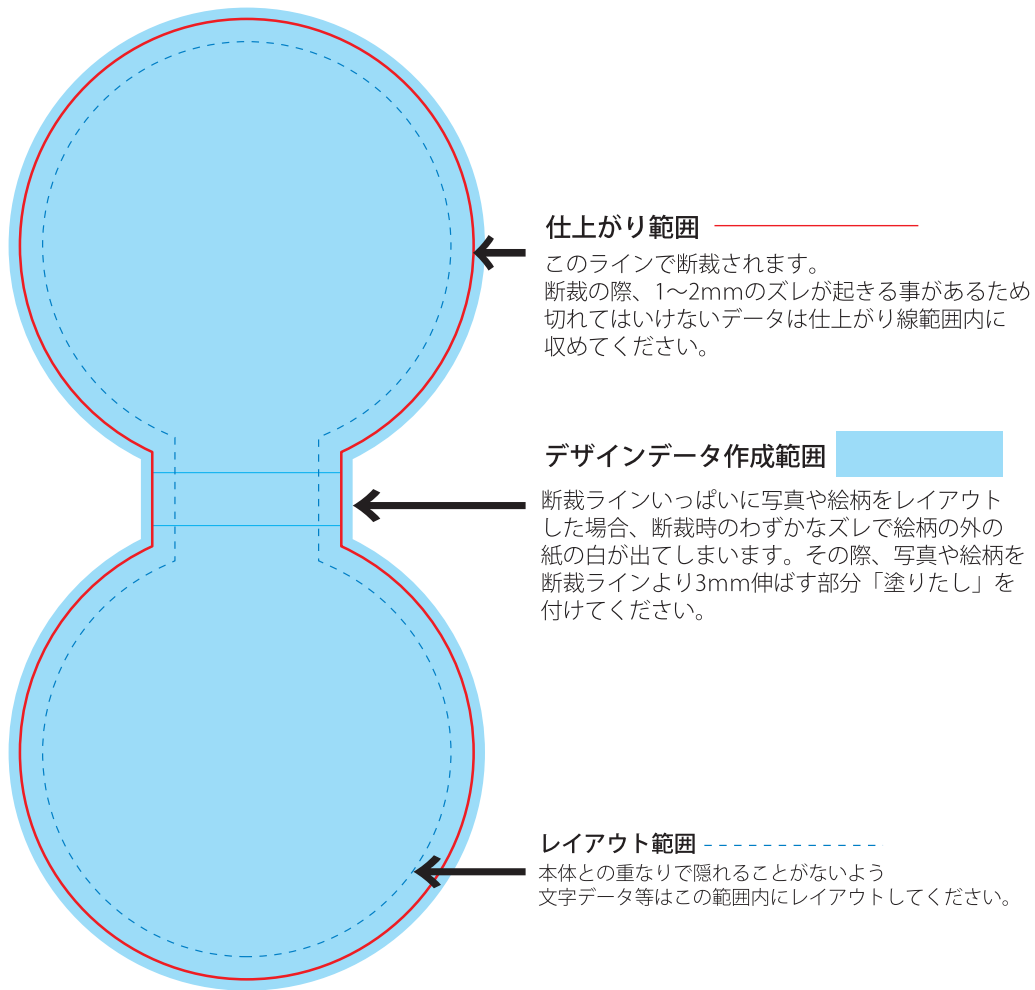 仕上がり範囲
このラインで断裁されます。
断裁の際、1～2mmのズレが起きる事があるため
切れてはいけないデータは仕上がり線範囲内に
収めてください。
デザインデータ作成範囲
断裁ラインいっぱいに写真や絵柄をレイアウト
した場合、断裁時のわずかなズレで絵柄の外の
紙の白が出てしまいます。その際、写真や絵柄を
断裁ラインより3mm伸ばす部分「塗りたし」を
付けてください。
レイアウト範囲
本体との重なりで隠れることがないよう
文字データ等はこの範囲内にレイアウトしてください。